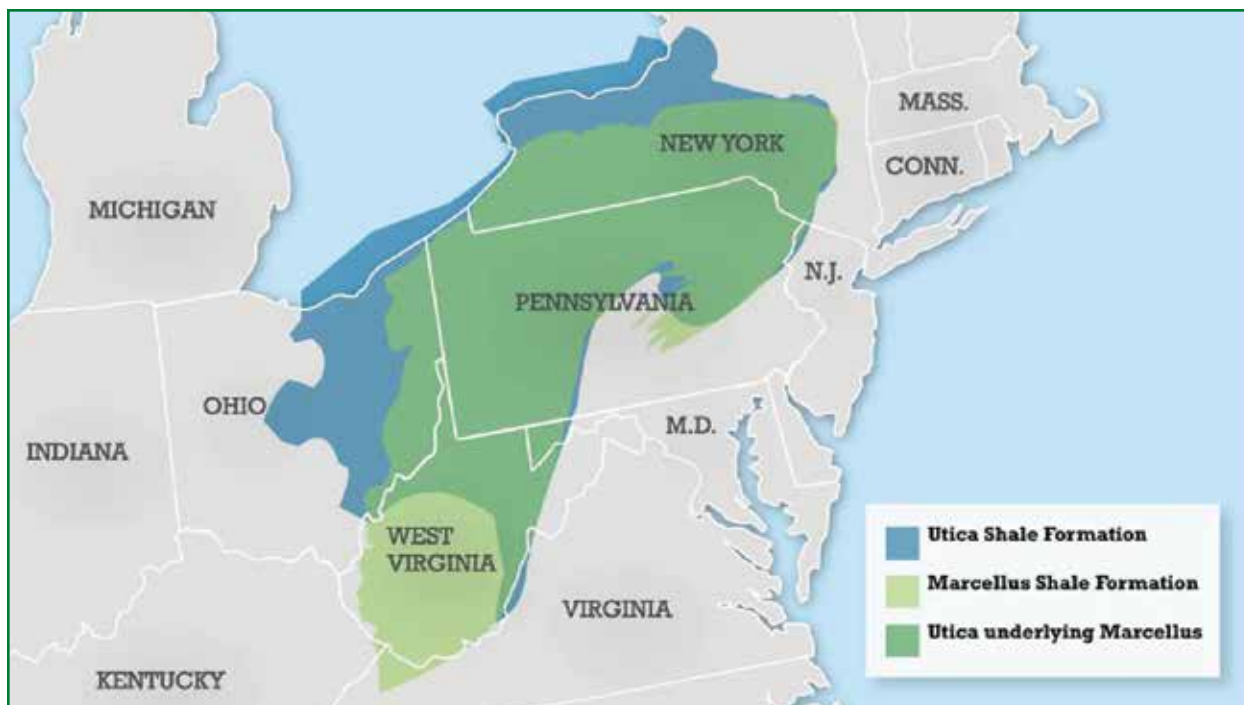 MASS.
NEW YORK
CONN.
MICHIGAN
N.J.
PENNSYLVANIA
OHIO
M.D.
INDIANA
WEST
VIRGINIA
VIRGINIA
KENTUCKY
Utica Shale Formation
Marcellus Shale Formation
Utica underlying Marcellus